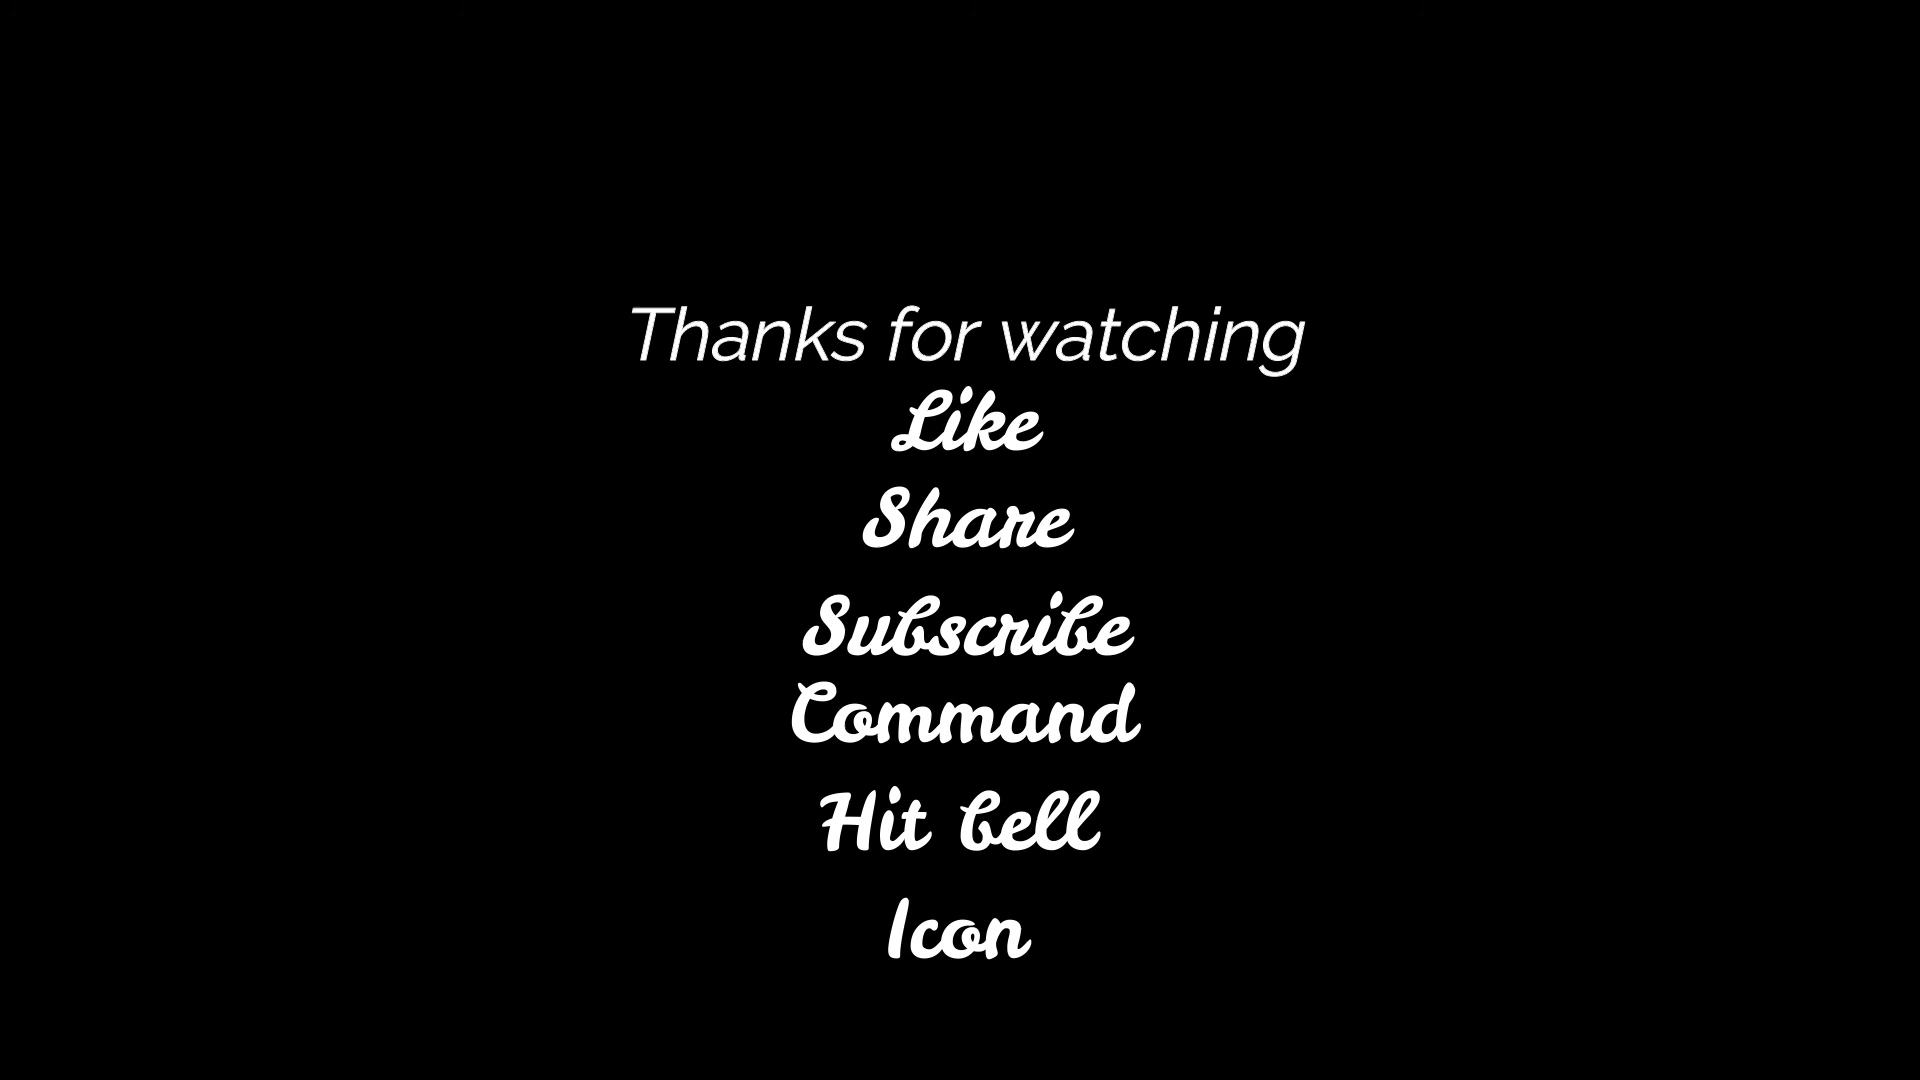 Thanks for watching
Like
Share
Subscribe
Command
Hit bell
Icon